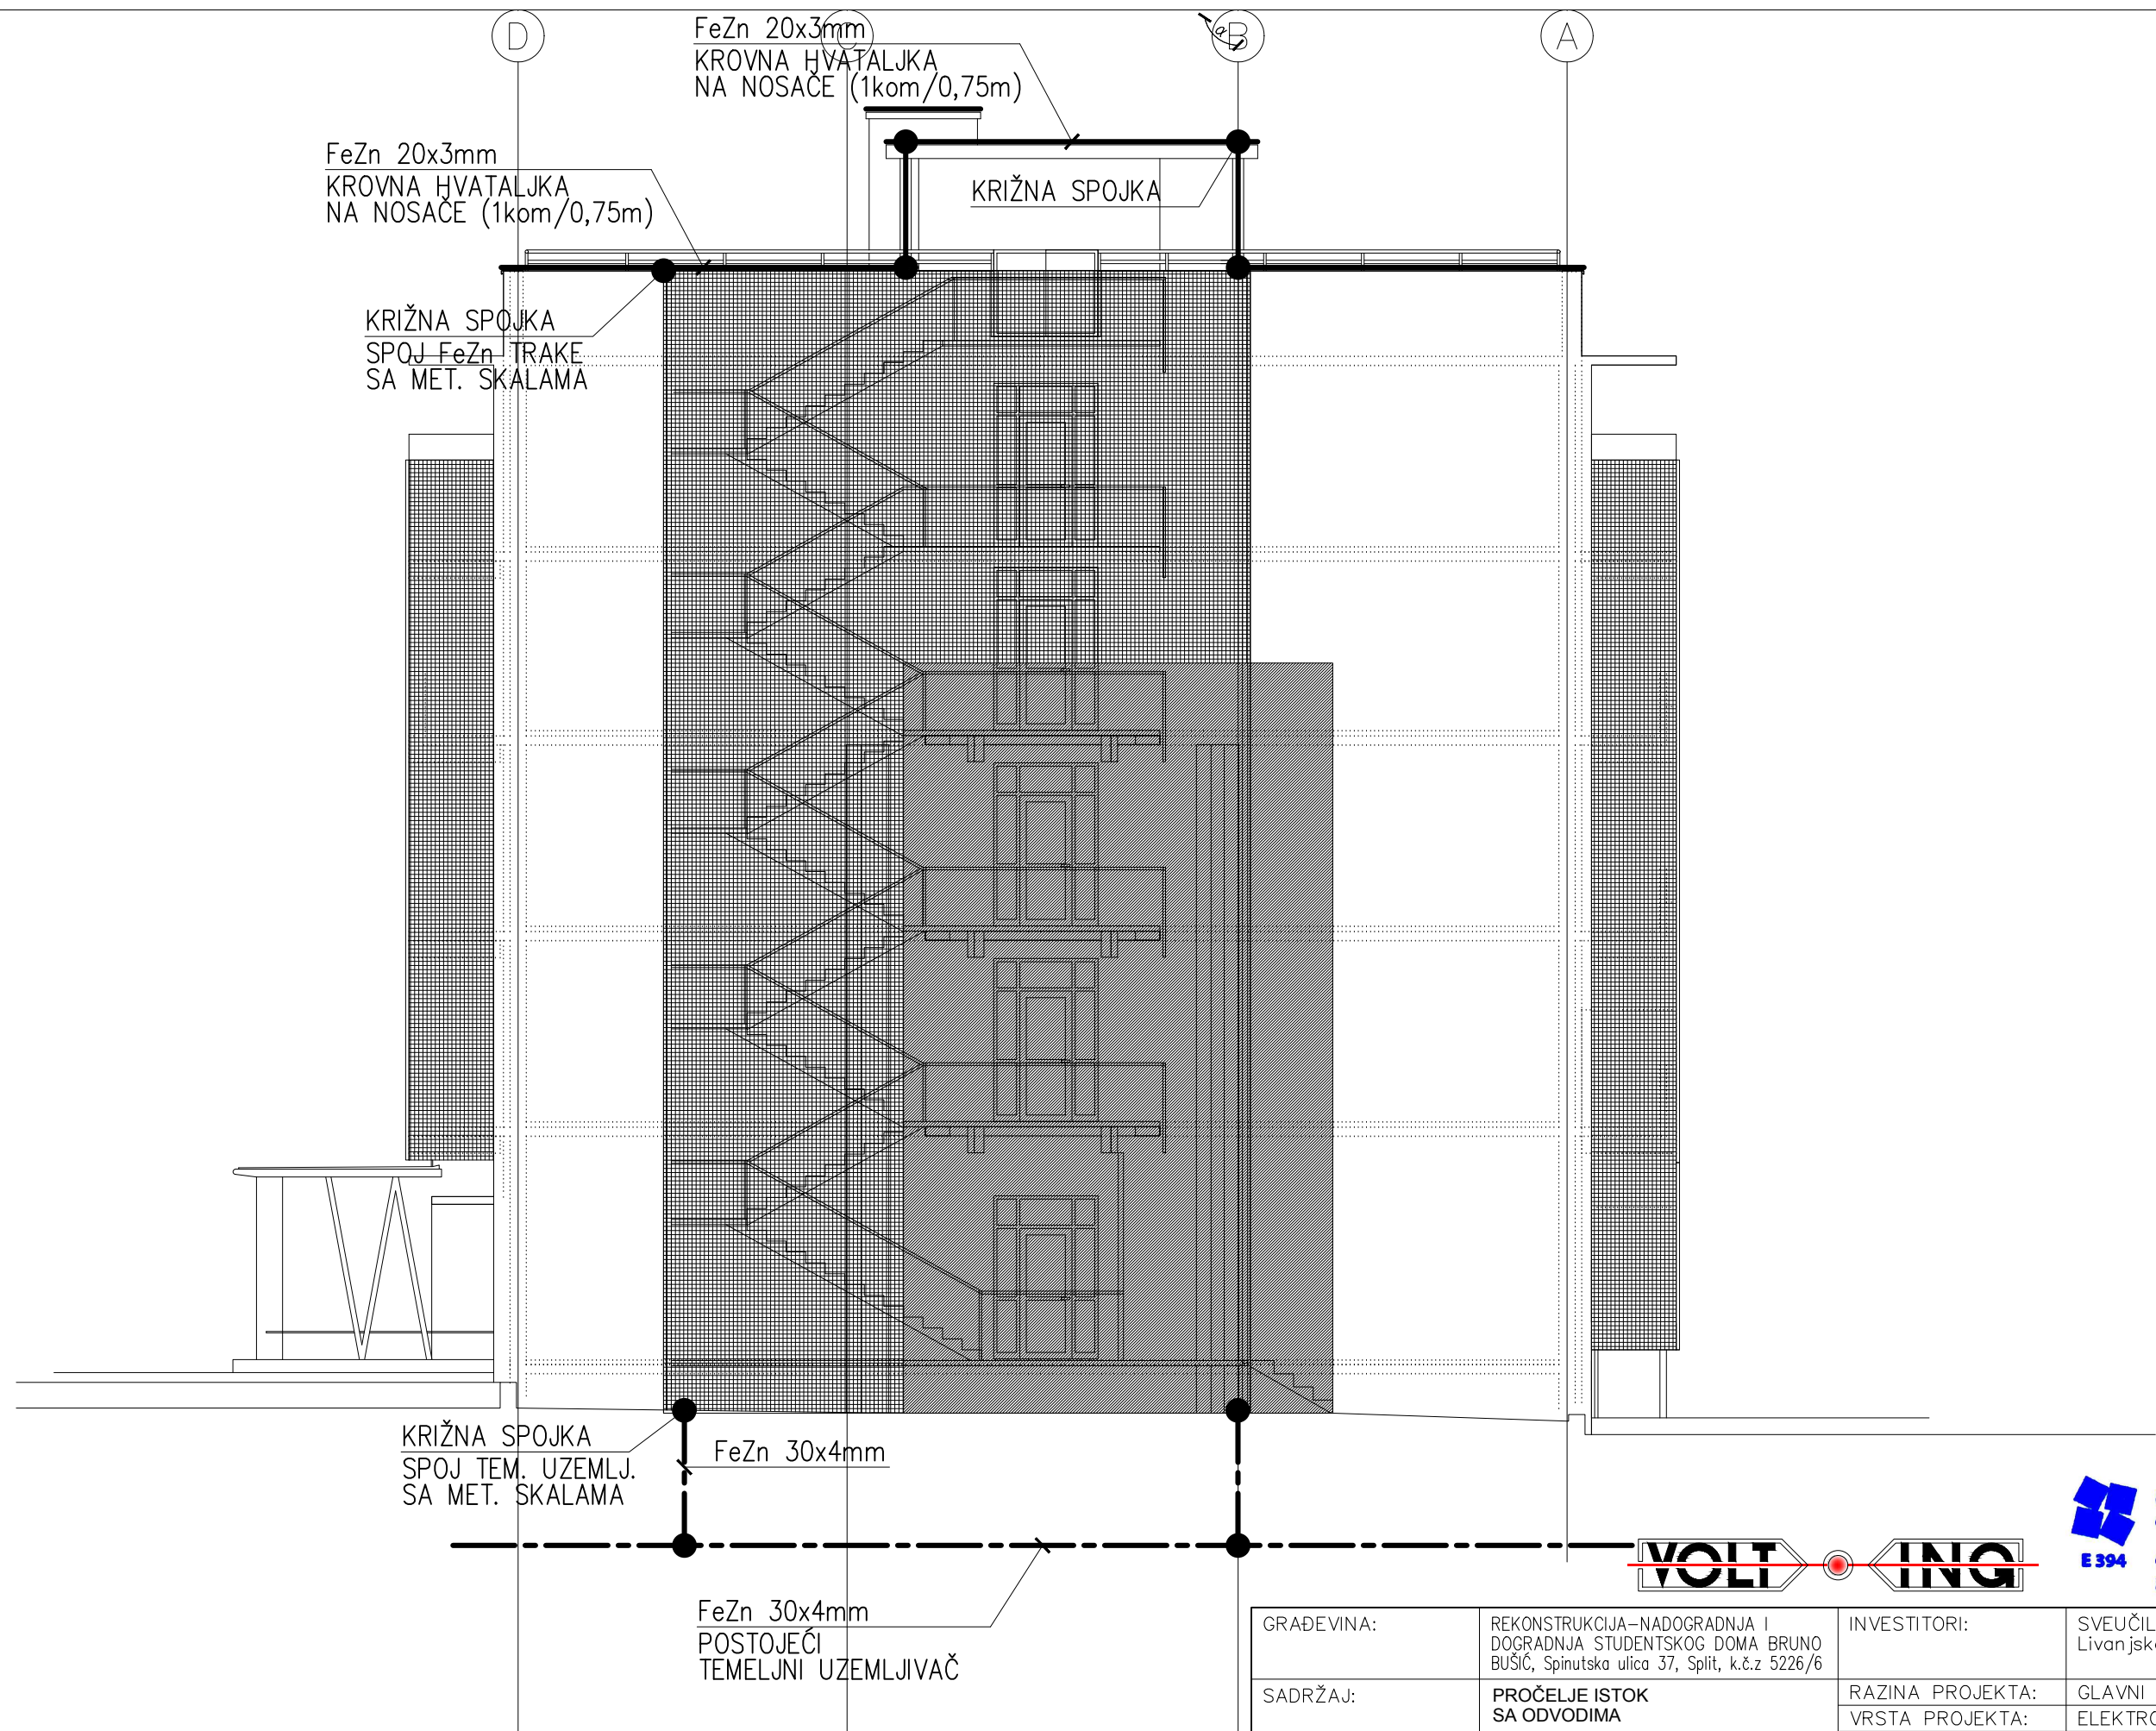 D
C
B
A
α
FeZn 20x3mm
KROVNA HVATALJKA
NA NOSAČE (1kom/0,75m)
FeZn 20x3mm
KROVNA HVATALJKA
NA NOSAČE (1kom/0,75m)
KRIŽNA SPOJKA
KRIŽNA SPOJKA
SPOJ FeZn TRAKE
SA MET. SKALAMA
KRIŽNA SPOJKA
SPOJ TEM. UZEMLJ.
SA MET. SKALAMA
FeZn 30x4mm
FeZn 30x4mm
POSTOJEĆI
TEMELJNI UZEMLJIVAČ
VOLT ING
E 394
GRAĐEVINA:
REKONSTRUKCIJA-NADOGRADNJA I
DOGRADNJA STUDENTSKOG DOMA BRUNO
BUŠIĆ, Spinutska ulica 37, Split, k.č.z 5226/6
INVESTITORI:
SVEUČIL
Livanjsk
SADRŽAJ:
PROČELJE ISTOK
SA ODVODIMA
RAZINA PROJEKTA:
GLAVNI
VRSTA PROJEKTA:
ELEKTRO